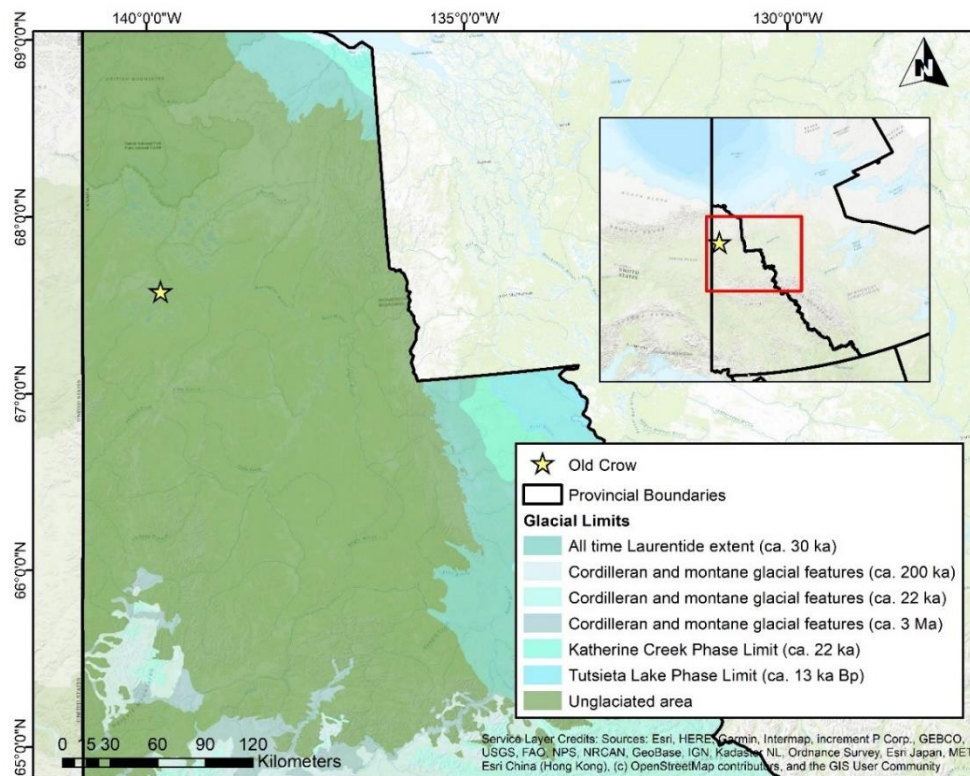 140°0'0"W
135°0'0"W
130°0'0"W
69°0'0"N
68°0'0"N
67°0'0"N
66°0'0"N
65°0'0"N
N
Old Crow
Provincial Boundaries
Glacial Limits
All time Laurentide extent (ca. 30 ka)
Cordilleran and montane glacial features (ca. 200 ka)
Cordilleran and montane glacial features (ca. 22 ka)
Cordilleran and montane glacial features (ca. 3 Ma)
Katherine Creek Phase Limit (ca. 22 ka)
Tutsieta Lake Phase Limit (ca. 13 ka Bp)
Unglaciated area
0 15 30 60 90 120
Kilometers
Service Layer Credits: Sources: Esri, HERE, Garmin, Intermap, increment P Corp., GEBCO,
USGS, FAO, NPS, NRCAN, GeoBase, IGN, Kadaster NL, Ordnance Survey, Esri Japan, MET
Esri China (Hong Kong), (c) OpenStreetMap contributors, and the GIS User Community